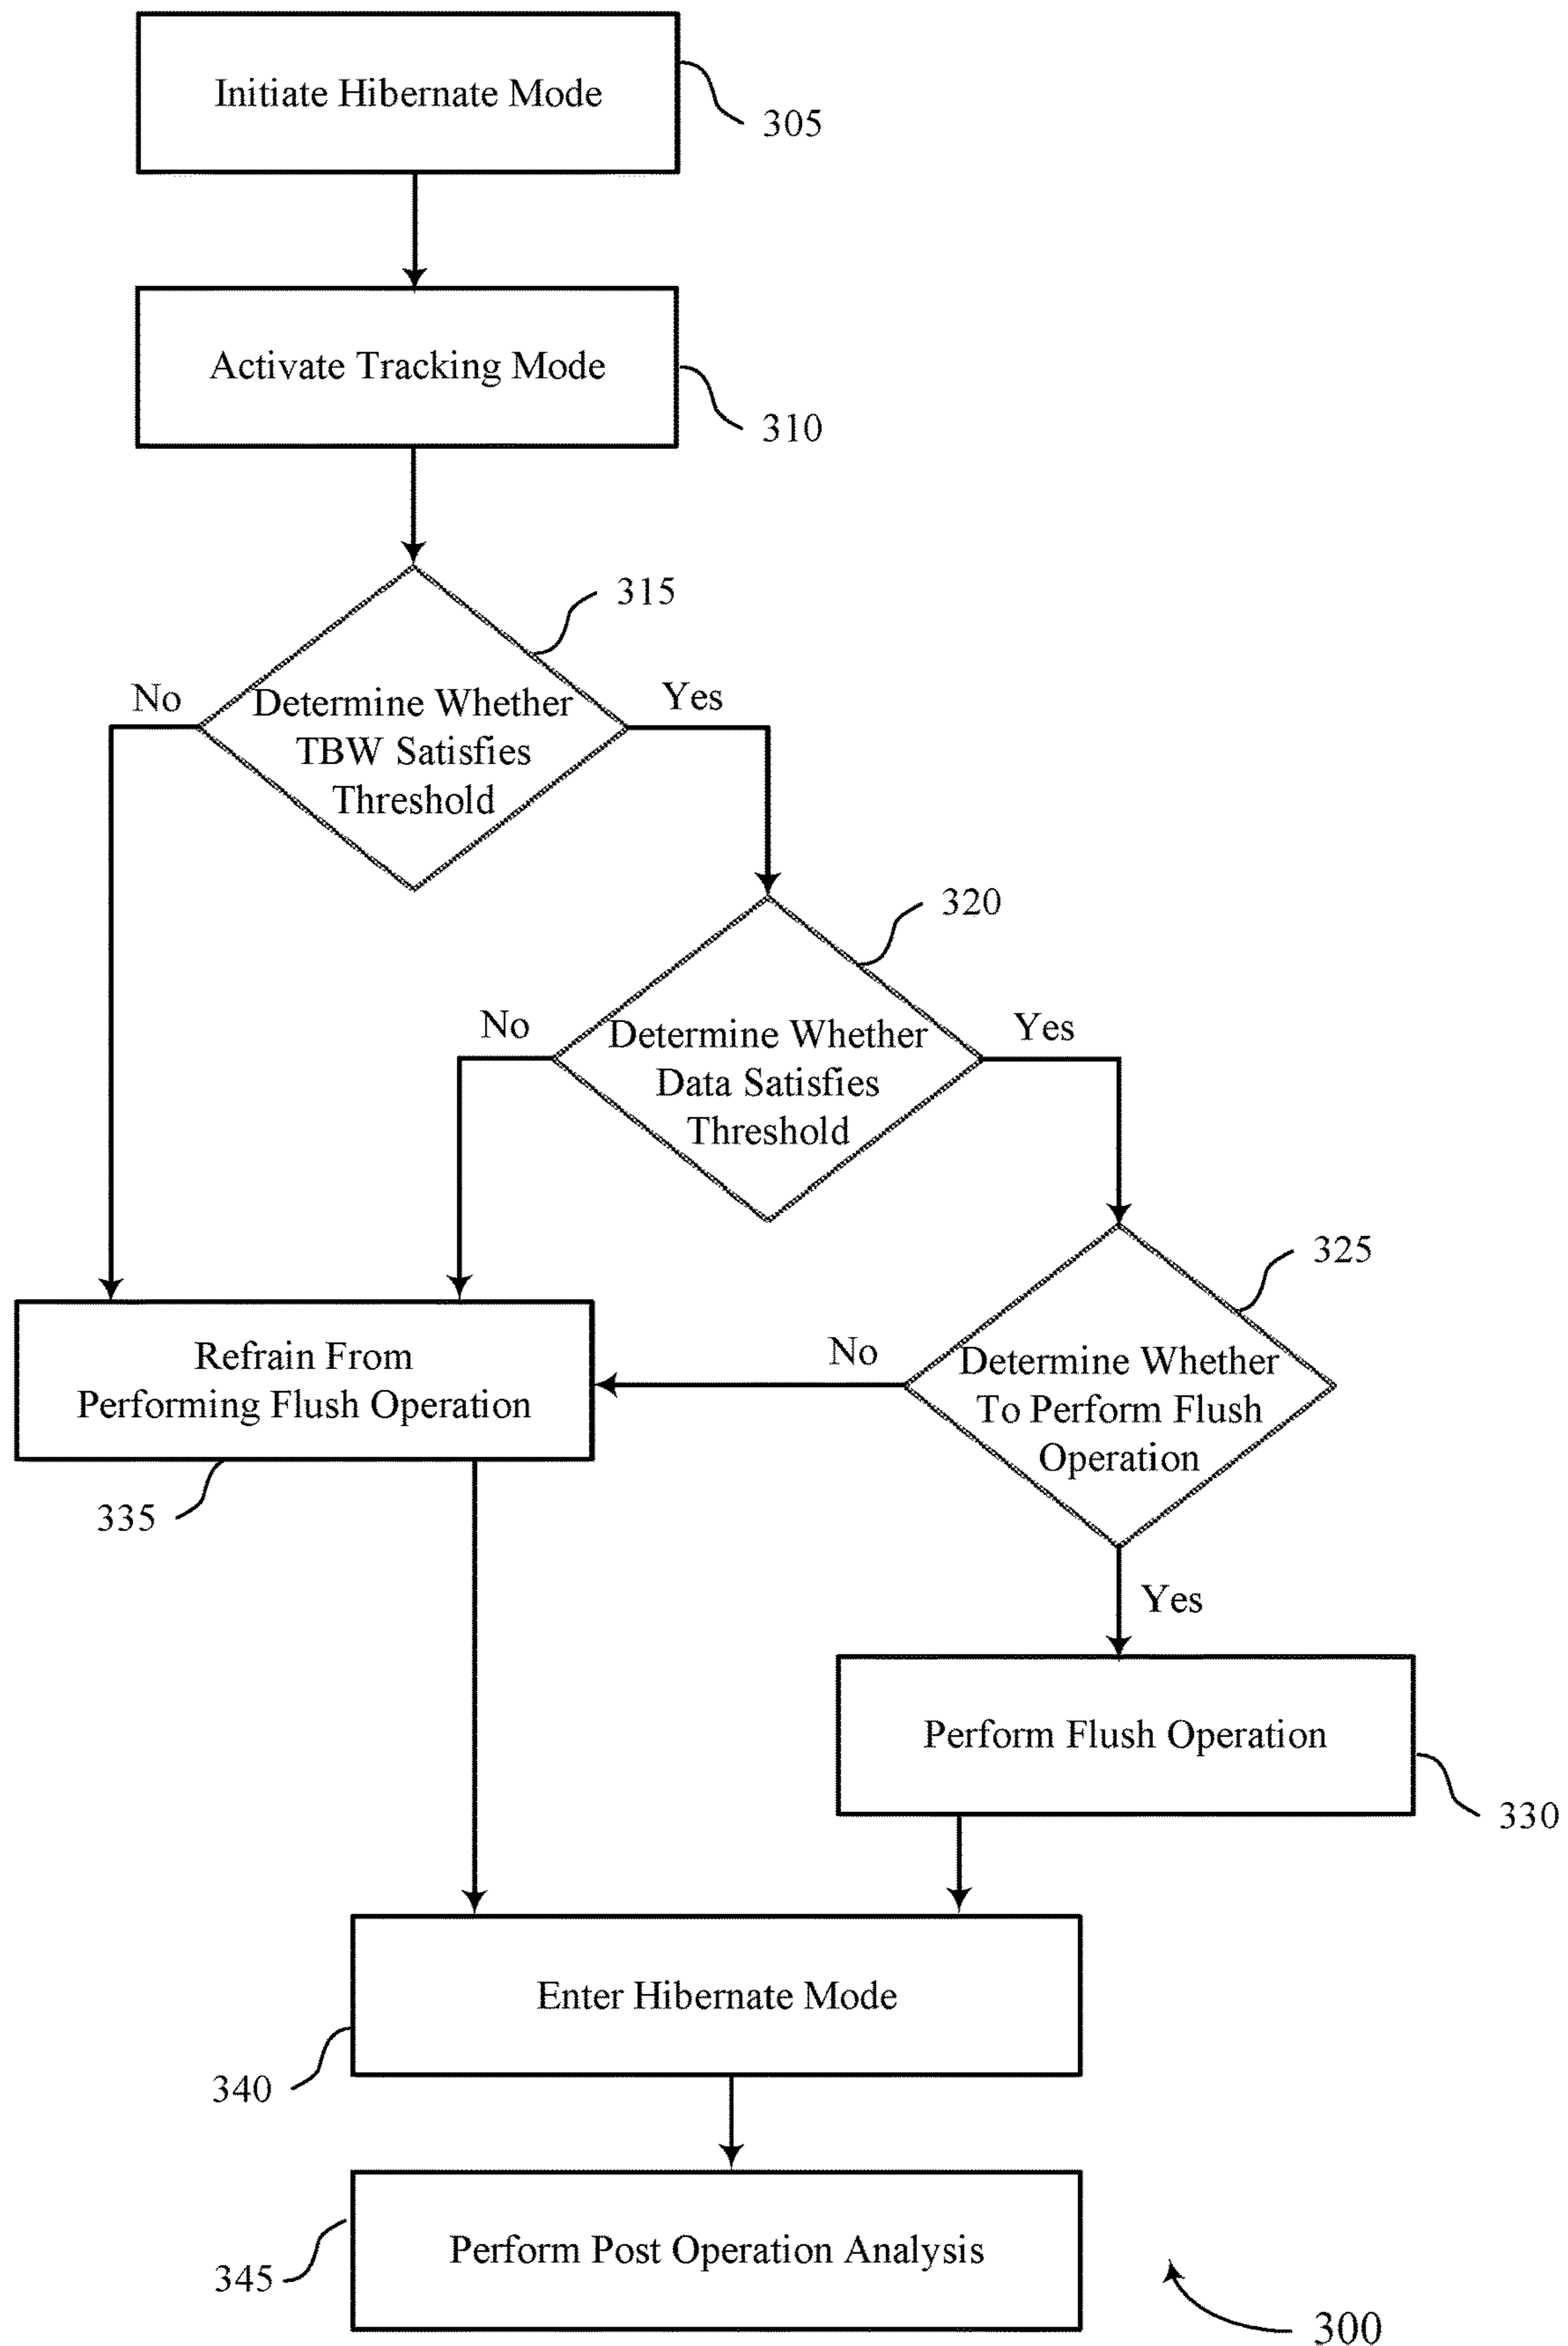 Initiate Hibernate Mode
305
Activate Tracking Mode
310
315
No
Yes
Determine Whether
TBW Satisfies
Threshold
320
No
Yes
Determine Whether
Data Satisfies
Threshold
325
No
Determine Whether
To Perform Flush
Operation
Refrain From
Performing Flush Operation
335
Yes
Perform Flush Operation
330
Enter Hibernate Mode
340
Perform Post Operation Analysis
345
300